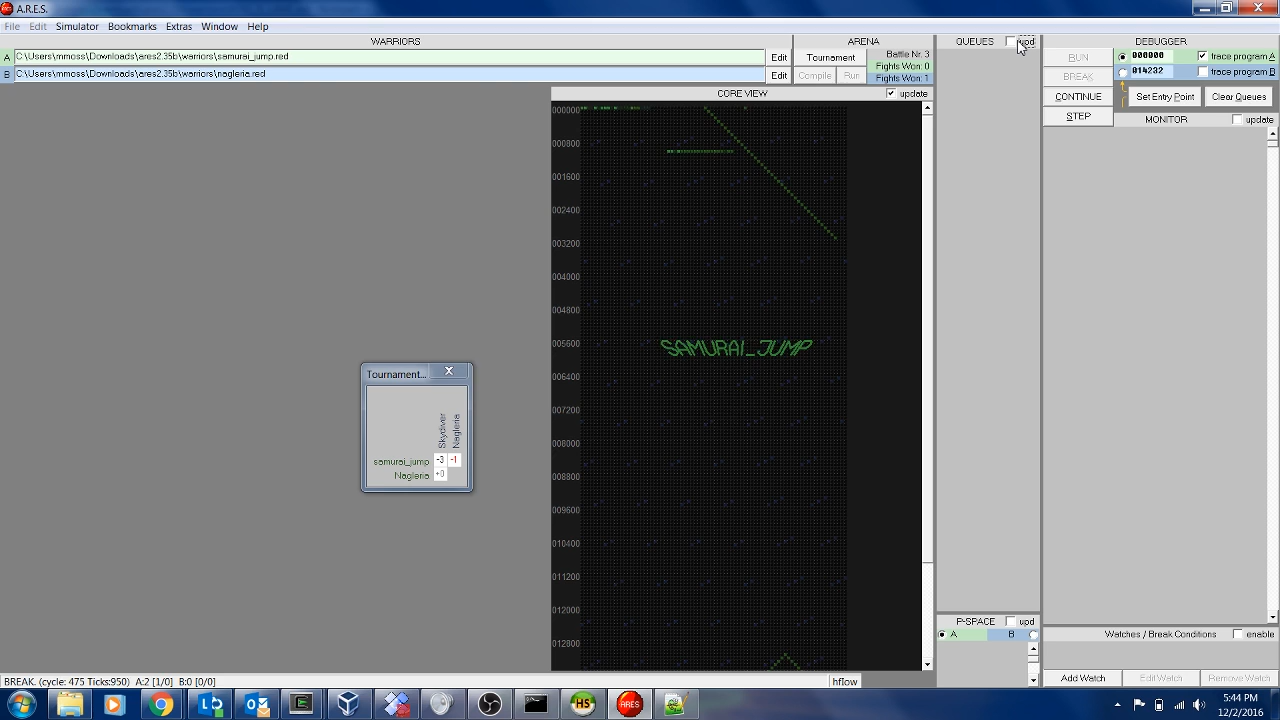 A.R.E.S.
File Edit Simulator Bookmarks Extras Window Help
WARRIORS ARENA QUEUES upd DEBUGGER
A C:\Users\mmoss\Downloads\ares2.35b\warriors\samurai_jump.red Edit Tournament
B C:\Users\mmoss\Downloads\ares2.35b\warriors\nagleria.red Edit Compile Run
Battle Nr. 3
Fights Won: 0
Fights Won: 1
RUN 000000 trace program A
BREAK 014232 trace program B
CONTINUE Set Entry Point Clear Queues
STEP MONITOR update
CORE VIEW update
000000
000800
001600
002400
003200
004000
004800
005600 SAMURAI_JUMP
006400
007200
008000
008800
009600
010400
011200
012000
012800
Tournament... X
Skydiver
Nagleria
samurai_jump -3 -1
Nagleria +0
P-SPACE upd
A B
Watches / Break Conditions enable
Add Watch Edit Watch Remove Watch
BREAK. (cycle: 475 Ticks:950) A:2 [1/0] B:0 [0/0] hflow
HS ARES
5:44 PM
12/2/2016